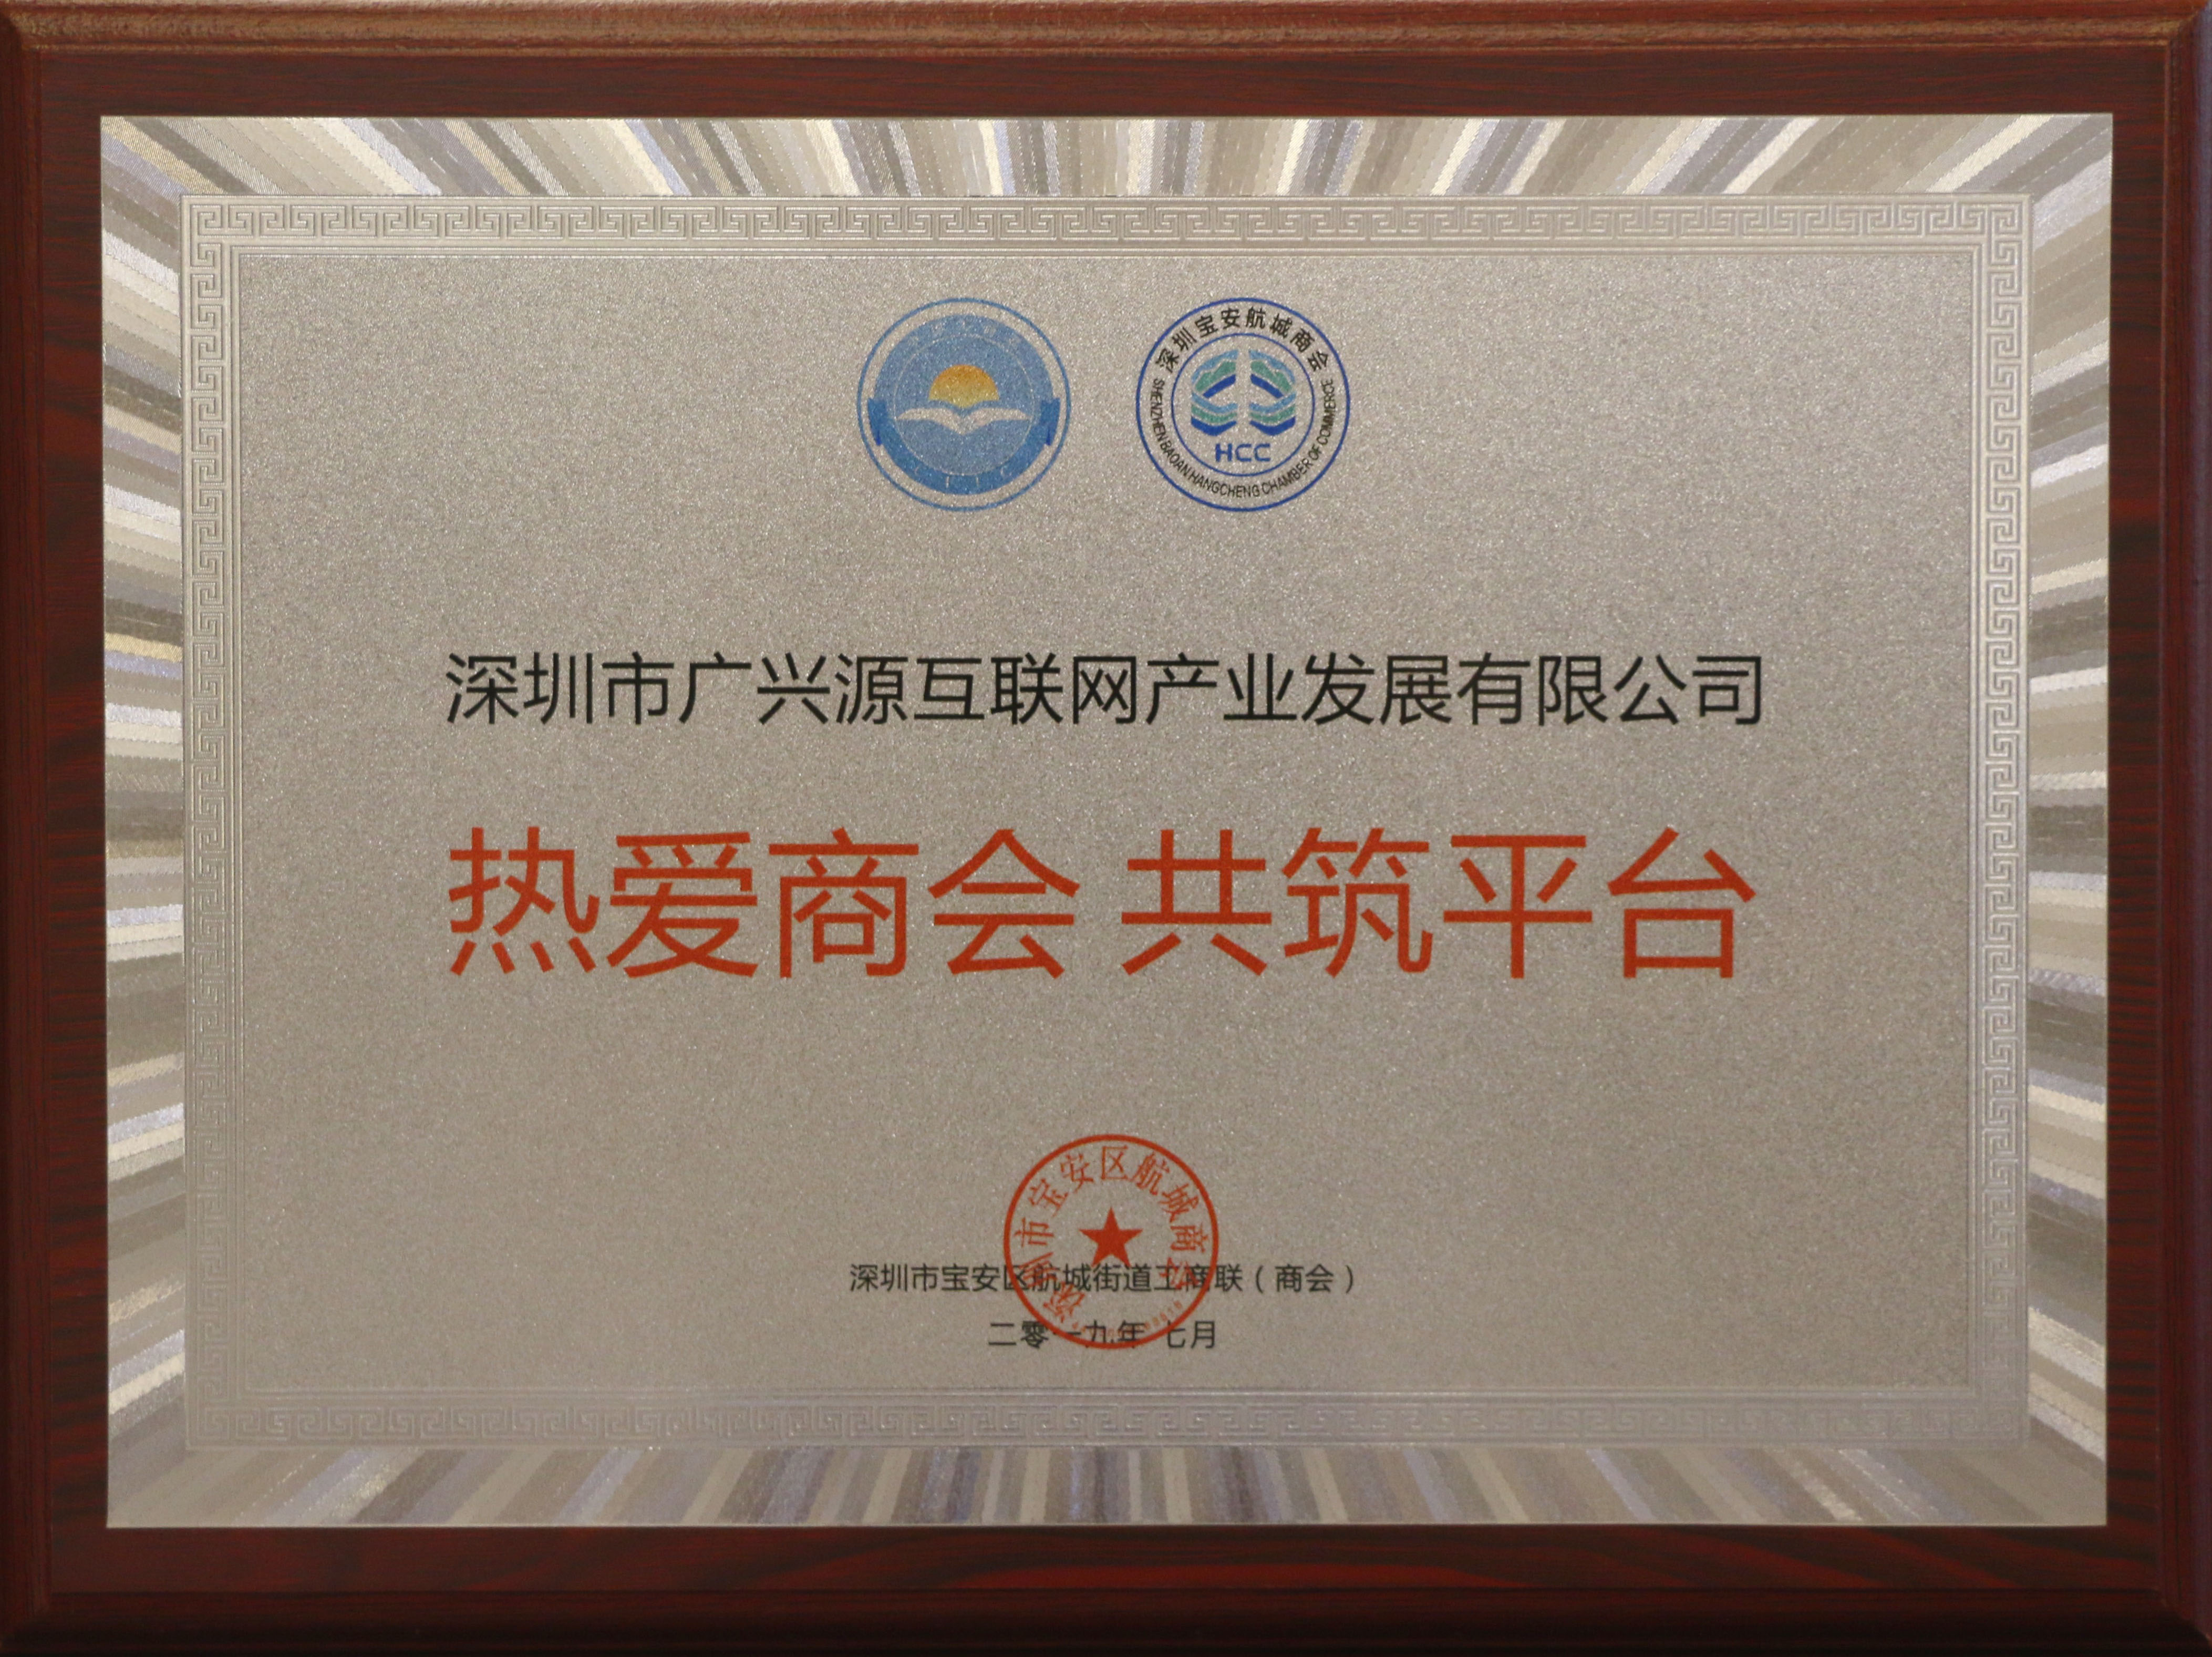 深圳宝安航城商会
HCC
SHENZHEN BAOAN HANGCHENG CHAMBER OF COMMERCE
深圳市广兴源互联网产业发展有限公司
热爱商会 共筑平台
深圳市宝安区航城商会
深圳市宝安区航城街道工商联（商会）
二零一九年 七月